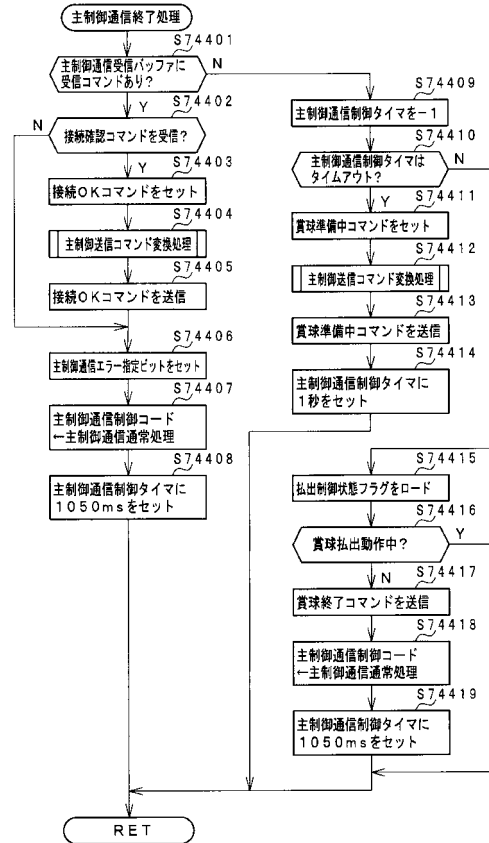 主制御通信終了処理
S74401
主制御通信受信バッファに
受信コマンドあり？
N
Y
S74402
N
接続確認コマンドを受信？
Y
S74403
接続OKコマンドをセット
S74404
主制御送信コマンド変換処理
S74405
接続OKコマンドを送信
S74406
主制御通信エラー指定ビットをセット
S74407
主制御通信制御コード
←主制御通信通常処理
S74408
主制御通信制御タイマに
1050msをセット
S74409
主制御通信制御タイマを−1
S74410
主制御通信制御タイマは
タイムアウト？
N
Y
S74411
賞球準備中コマンドをセット
S74412
主制御送信コマンド変換処理
S74413
賞球準備中コマンドを送信
S74414
主制御通信制御タイマに
1秒をセット
S74415
払出制御状態フラグをロード
S74416
賞球払出動作中？
Y
N
S74417
賞球終了コマンドを送信
S74418
主制御通信制御コード
←主制御通信通常処理
S74419
主制御通信制御タイマに
1050msをセット
RET